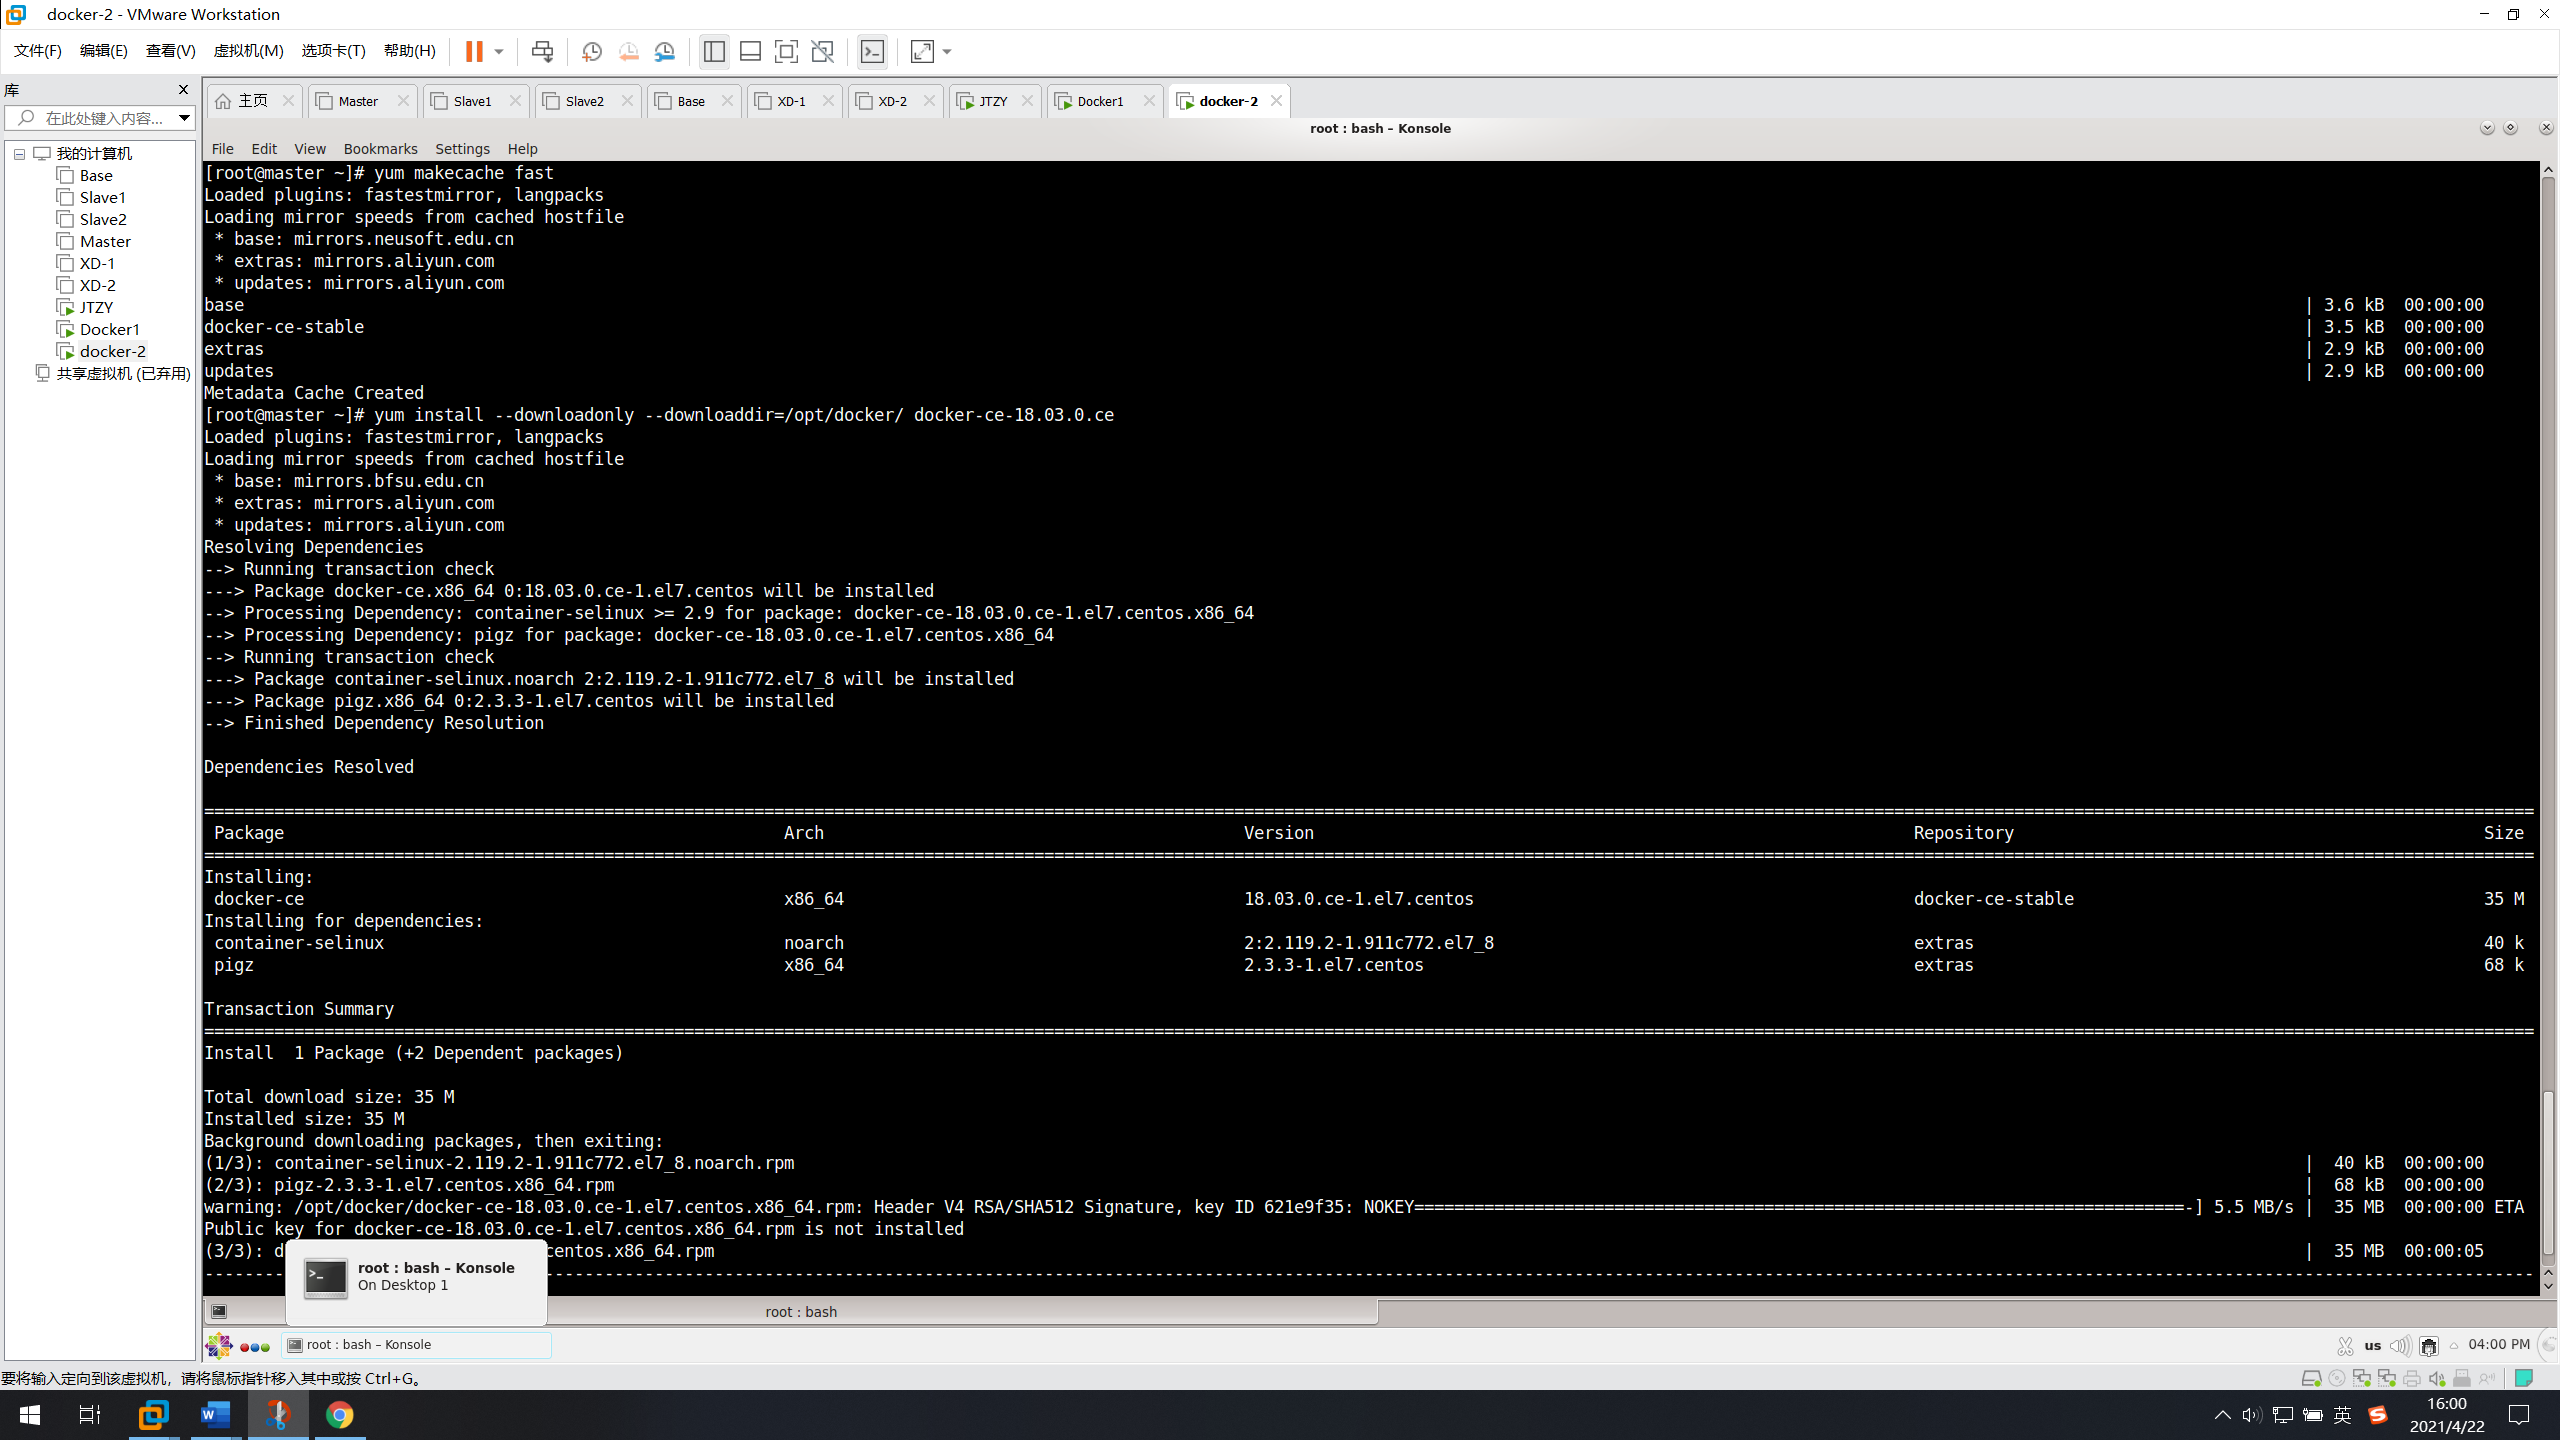 docker-2 - VMware Workstation
文件(F) 编辑(E) 查看(V) 虚拟机(M) 选项卡(T) 帮助(H)
库
在此处键入内容...
我的计算机
Base
Slave1
Slave2
Master
XD-1
XD-2
JTZY
Docker1
docker-2
共享虚拟机 (已弃用)
主页 Master Slave1 Slave2 Base XD-1 XD-2 JTZY Docker1 docker-2
root : bash – Konsole
File Edit View Bookmarks Settings Help
[root@master ~]# yum makecache fast
Loaded plugins: fastestmirror, langpacks
Loading mirror speeds from cached hostfile
 * base: mirrors.neusoft.edu.cn
 * extras: mirrors.aliyun.com
 * updates: mirrors.aliyun.com
base | 3.6 kB 00:00:00
docker-ce-stable | 3.5 kB 00:00:00
extras | 2.9 kB 00:00:00
updates | 2.9 kB 00:00:00
Metadata Cache Created
[root@master ~]# yum install --downloadonly --downloaddir=/opt/docker/ docker-ce-18.03.0.ce
Loaded plugins: fastestmirror, langpacks
Loading mirror speeds from cached hostfile
 * base: mirrors.bfsu.edu.cn
 * extras: mirrors.aliyun.com
 * updates: mirrors.aliyun.com
Resolving Dependencies
--> Running transaction check
---> Package docker-ce.x86_64 0:18.03.0.ce-1.el7.centos will be installed
--> Processing Dependency: container-selinux >= 2.9 for package: docker-ce-18.03.0.ce-1.el7.centos.x86_64
--> Processing Dependency: pigz for package: docker-ce-18.03.0.ce-1.el7.centos.x86_64
--> Running transaction check
---> Package container-selinux.noarch 2:2.119.2-1.911c772.el7_8 will be installed
---> Package pigz.x86_64 0:2.3.3-1.el7.centos will be installed
--> Finished Dependency Resolution
Dependencies Resolved
Package Arch Version Repository Size
Installing:
docker-ce x86_64 18.03.0.ce-1.el7.centos docker-ce-stable 35 M
Installing for dependencies:
container-selinux noarch 2:2.119.2-1.911c772.el7_8 extras 40 k
pigz x86_64 2.3.3-1.el7.centos extras 68 k
Transaction Summary
Install 1 Package (+2 Dependent packages)
Total download size: 35 M
Installed size: 35 M
Background downloading packages, then exiting:
(1/3): container-selinux-2.119.2-1.911c772.el7_8.noarch.rpm | 40 kB 00:00:00
(2/3): pigz-2.3.3-1.el7.centos.x86_64.rpm | 68 kB 00:00:00
warning: /opt/docker/docker-ce-18.03.0.ce-1.el7.centos.x86_64.rpm: Header V4 RSA/SHA512 Signature, key ID 621e9f35: NOKEY=============================================================================-] 5.5 MB/s | 35 MB 00:00:00 ETA
Public key for docker-ce-18.03.0.ce-1.el7.centos.x86_64.rpm is not installed
(3/3): d centos.x86_64.rpm | 35 MB 00:00:05
root : bash – Konsole
On Desktop 1
root : bash
root : bash – Konsole
us 04:00 PM
要将输入定向到该虚拟机，请将鼠标指针移入其中或按 Ctrl+G。
英
16:00
2021/4/22